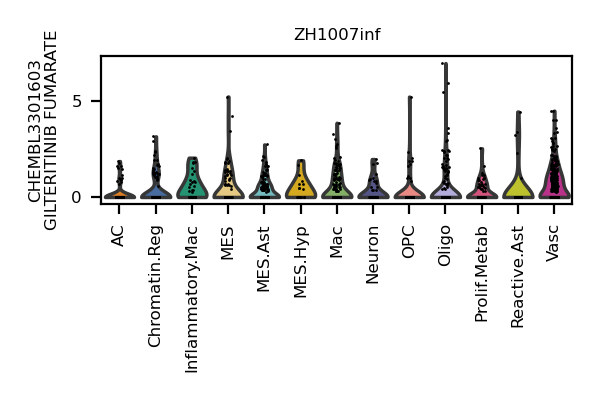 ZH1007inf
CHEMBL3301603
GILTERITINIB FUMARATE
5
0
AC
Chromatin.Reg
Inflammatory.Mac
MES
MES.Ast
MES.Hyp
Mac
Neuron
OPC
Oligo
Prolif.Metab
Reactive.Ast
Vasc